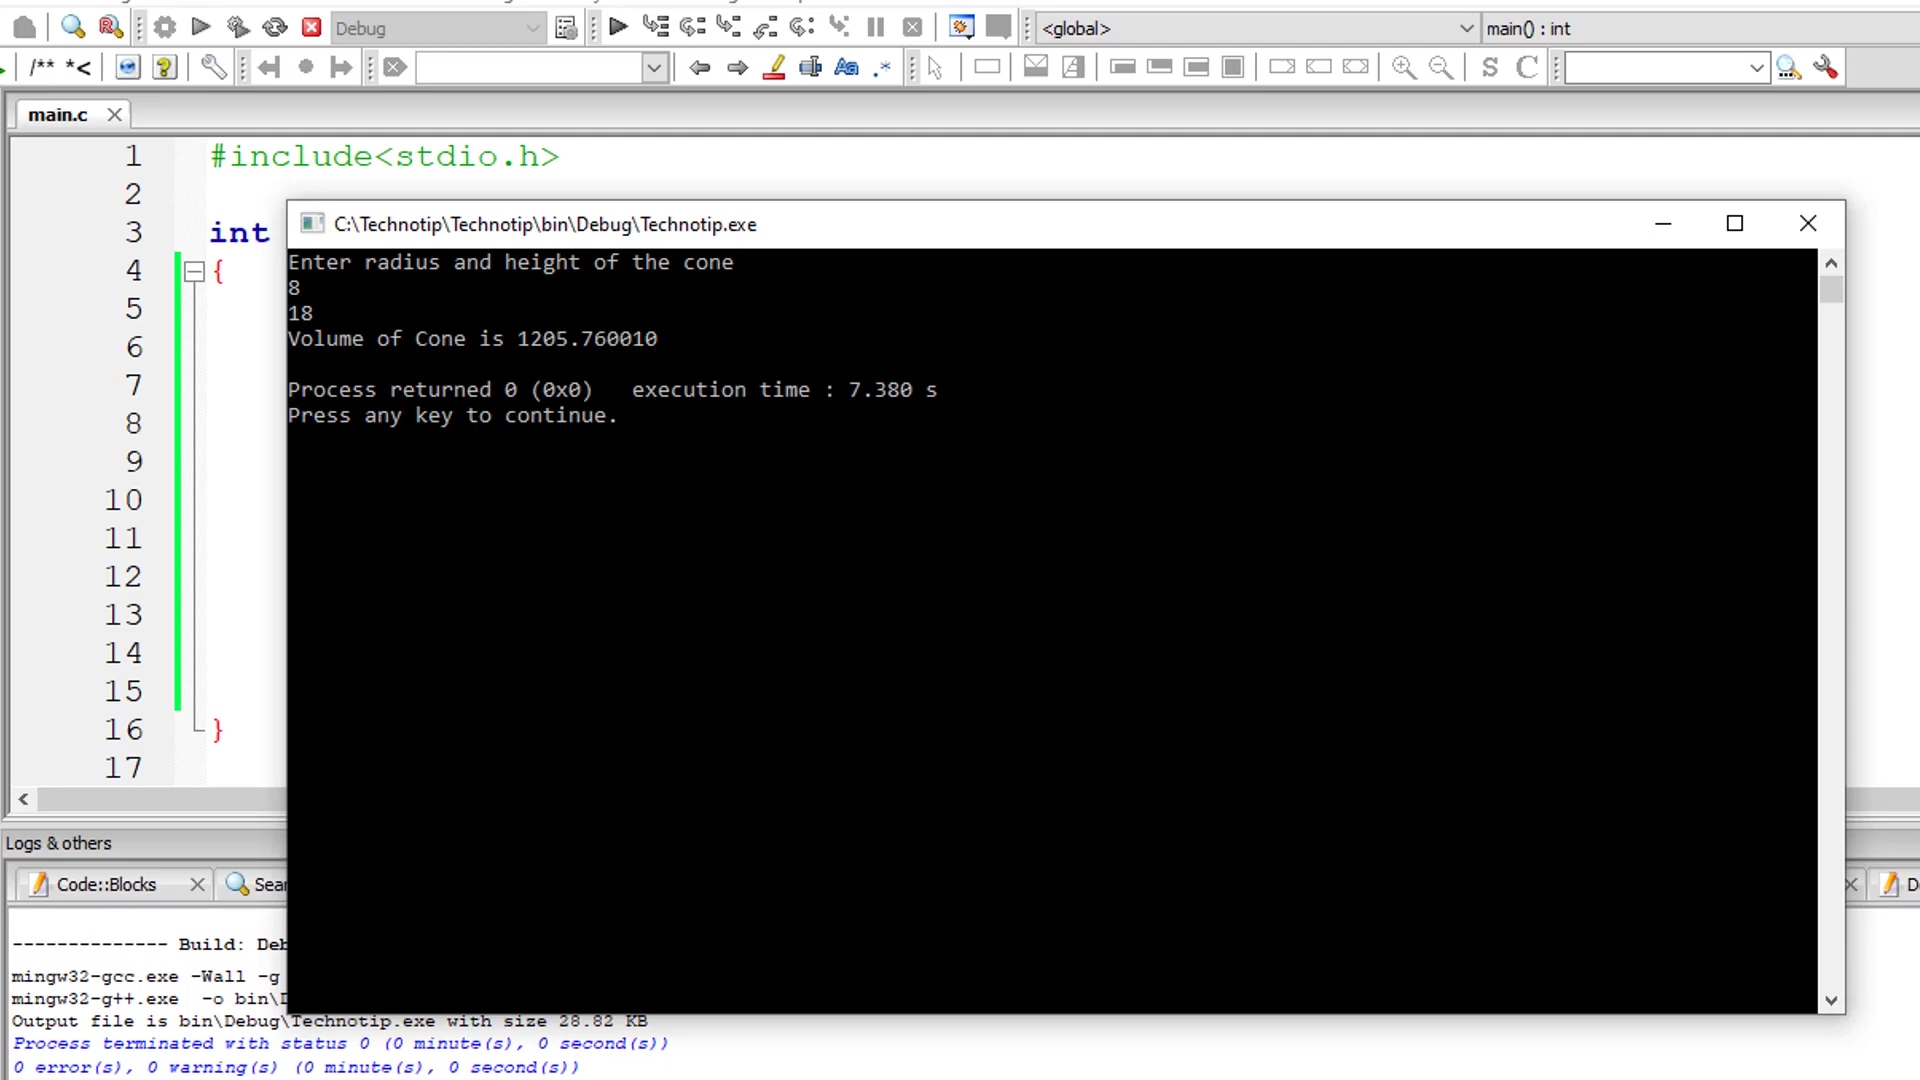 Debug
<global>
main() : int
/** *<
Aa
.*
S
C
main.c
1 #include<stdio.h>
2
3 int
4 {
5
6
7
8
9
10
11
12
13
14
15
16 }
17
C:\Technotip\Technotip\bin\Debug\Technotip.exe
Enter radius and height of the cone
8
18
Volume of Cone is 1205.760010
Process returned 0 (0x0)   execution time : 7.380 s
Press any key to continue.
Logs & others
Code::Blocks
Sear
D
-------------- Build: Deb
mingw32-gcc.exe -Wall -g
mingw32-g++.exe  -o bin\D
Output file is bin\Debug\Technotip.exe with size 28.82 KB
Process terminated with status 0 (0 minute(s), 0 second(s))
0 error(s), 0 warning(s) (0 minute(s), 0 second(s))